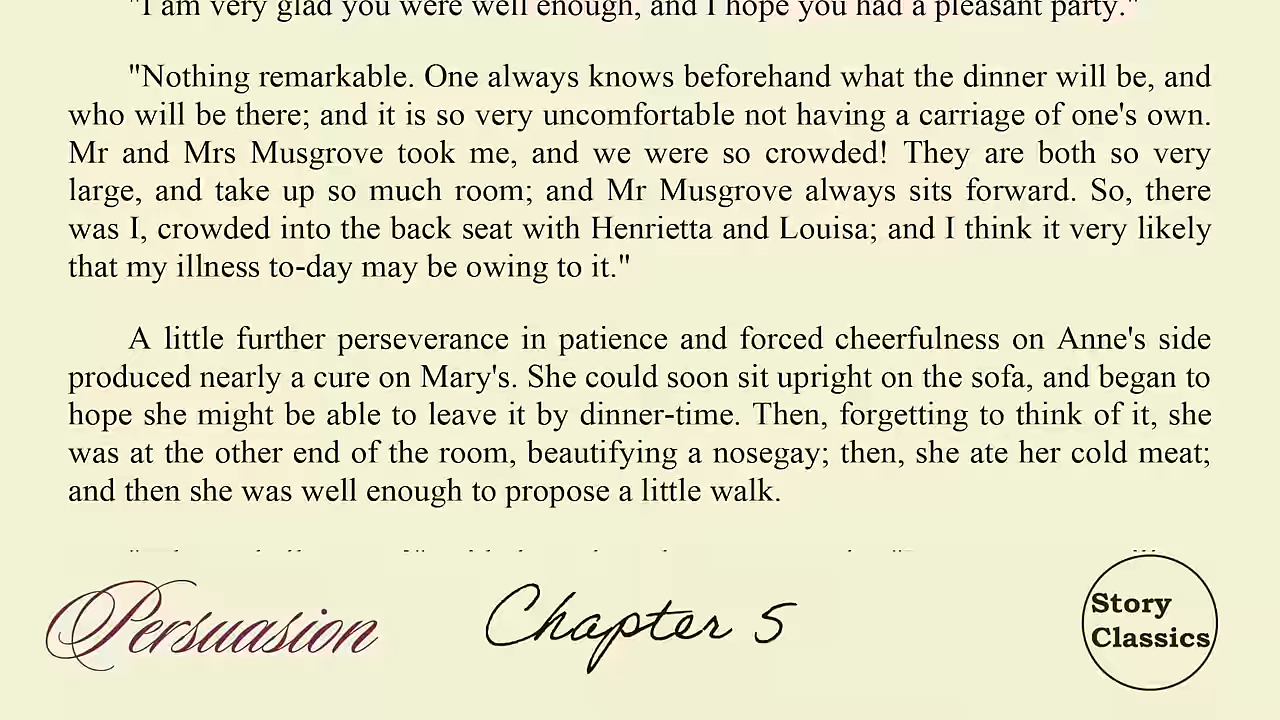 "I am very glad you were well enough, and I hope you had a pleasant party."
"Nothing remarkable. One always knows beforehand what the dinner will be, and
who will be there; and it is so very uncomfortable not having a carriage of one's own.
Mr and Mrs Musgrove took me, and we were so crowded! They are both so very
large, and take up so much room; and Mr Musgrove always sits forward. So, there
was I, crowded into the back seat with Henrietta and Louisa; and I think it very likely
that my illness to-day may be owing to it."
A little further perseverance in patience and forced cheerfulness on Anne's side
produced nearly a cure on Mary's. She could soon sit upright on the sofa, and began to
hope she might be able to leave it by dinner-time. Then, forgetting to think of it, she
was at the other end of the room, beautifying a nosegay; then, she ate her cold meat;
and then she was well enough to propose a little walk.
Persuasion
Chapter 5
Story
Classics